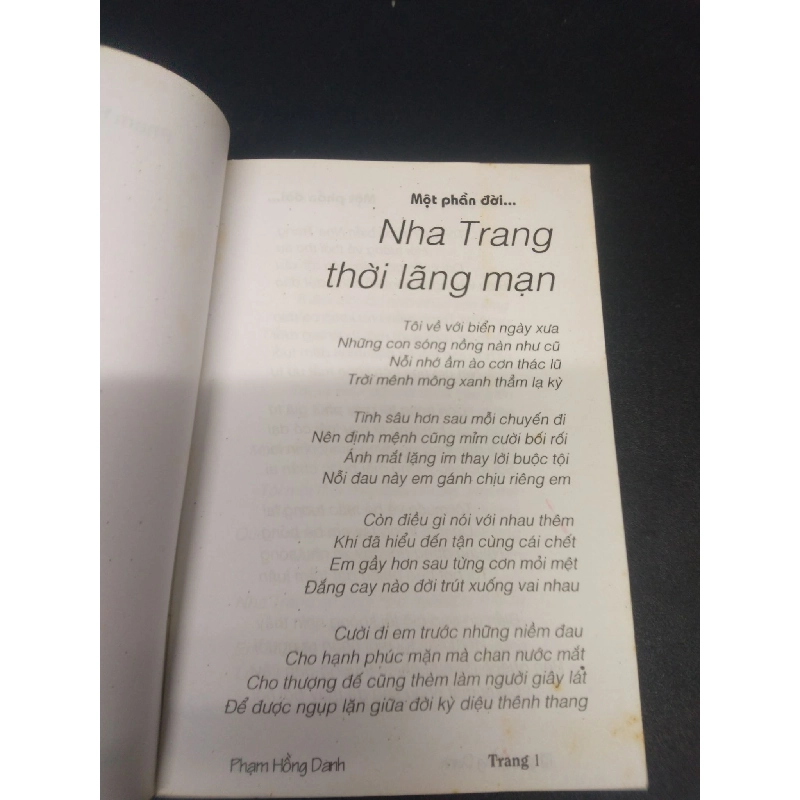 Một phần đời...
Nha Trang
thời lãng mạn
Tôi về với biển ngày xưa
Những con sóng nồng nàn như cũ
Nỗi nhớ ầm ào cơn thác lũ
Trời mênh mông xanh thẳm lạ kỳ
Tình sâu hơn sau mỗi chuyến đi
Nên định mệnh cũng mỉm cười bối rối
Ánh mắt lặng im thay lời buộc tội
Nỗi đau này em gánh chịu riêng em
Còn điều gì nói với nhau thêm
Khi đã hiểu đến tận cùng cái chết
Em gầy hơn sau từng cơn mỏi mệt
Đắng cay nào đời trút xuống vai nhau
Cười đi em trước những niềm đau
Cho hạnh phúc mặn mà chan nước mắt
Cho thượng đế cũng thèm làm người giây lát
Để được ngụp lặn giữa đời kỳ diệu thênh thang
Phạm Hồng Danh
Trang 1